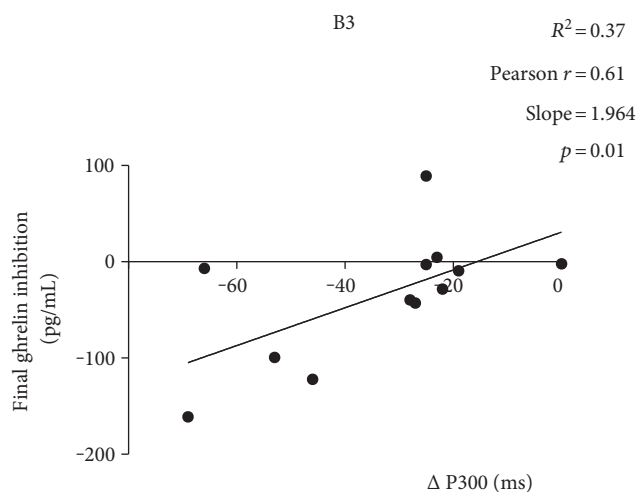 B3
R² = 0.37
Pearson r = 0.61
Slope = 1.964
p = 0.01
100
0
-100
-200
-60
-40
-20
0
Final ghrelin inhibition
(pg/mL)
Δ P300 (ms)